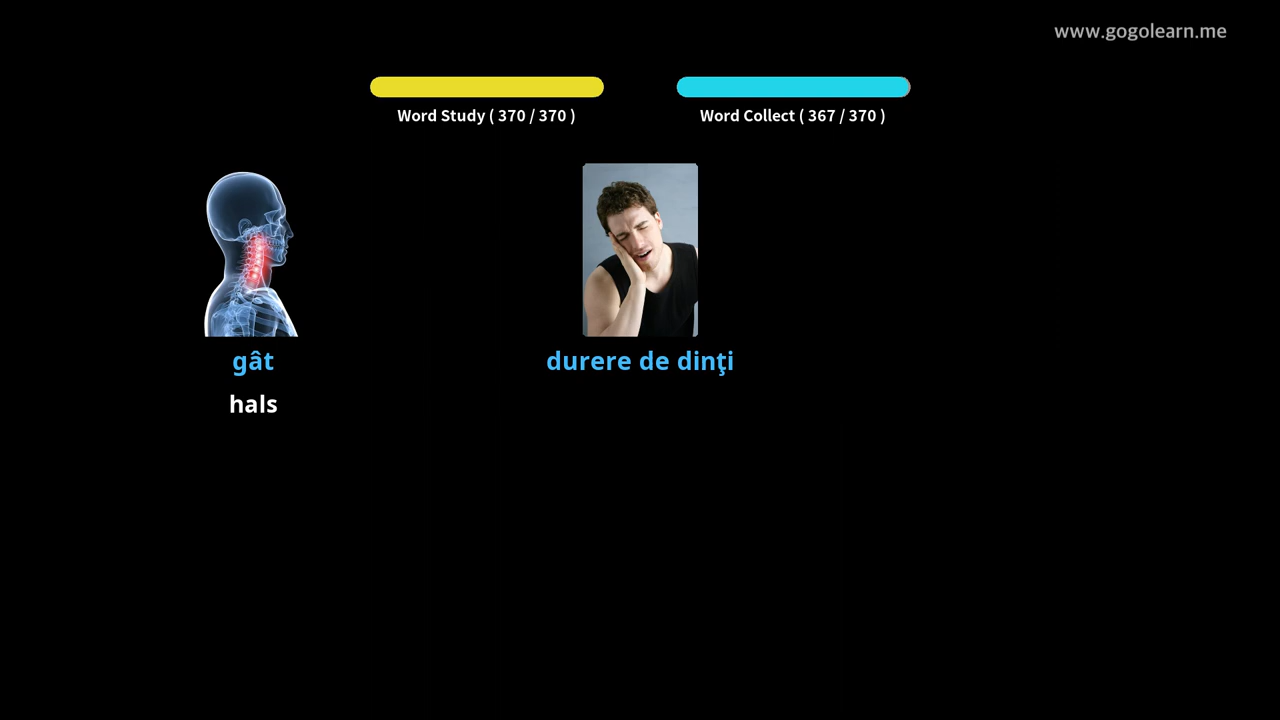 www.gogolearn.me
Word Study ( 370 / 370 )
Word Collect ( 367 / 370 )
gât
durere de dinţi
hals